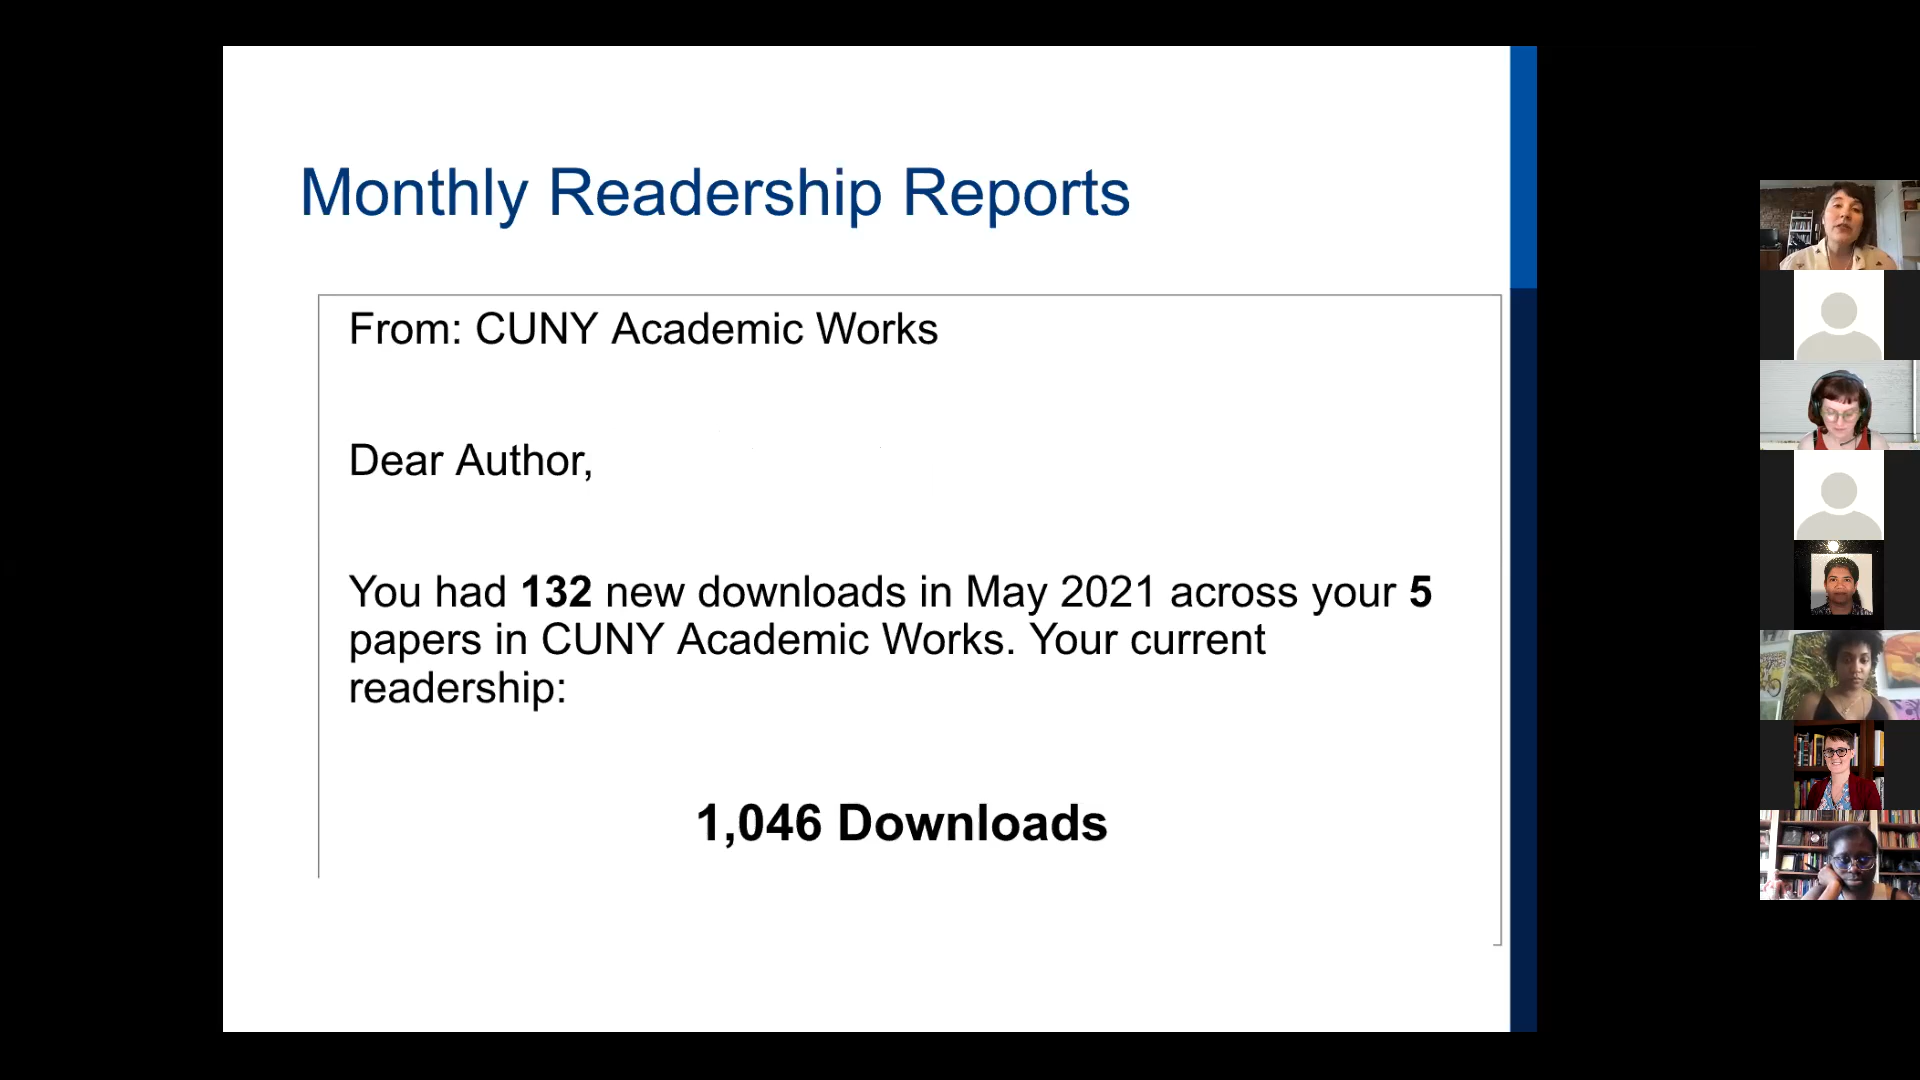 Monthly Readership Reports
From: CUNY Academic Works
Dear Author,
You had 132 new downloads in May 2021 across your 5
papers in CUNY Academic Works. Your current
readership:
1,046 Downloads